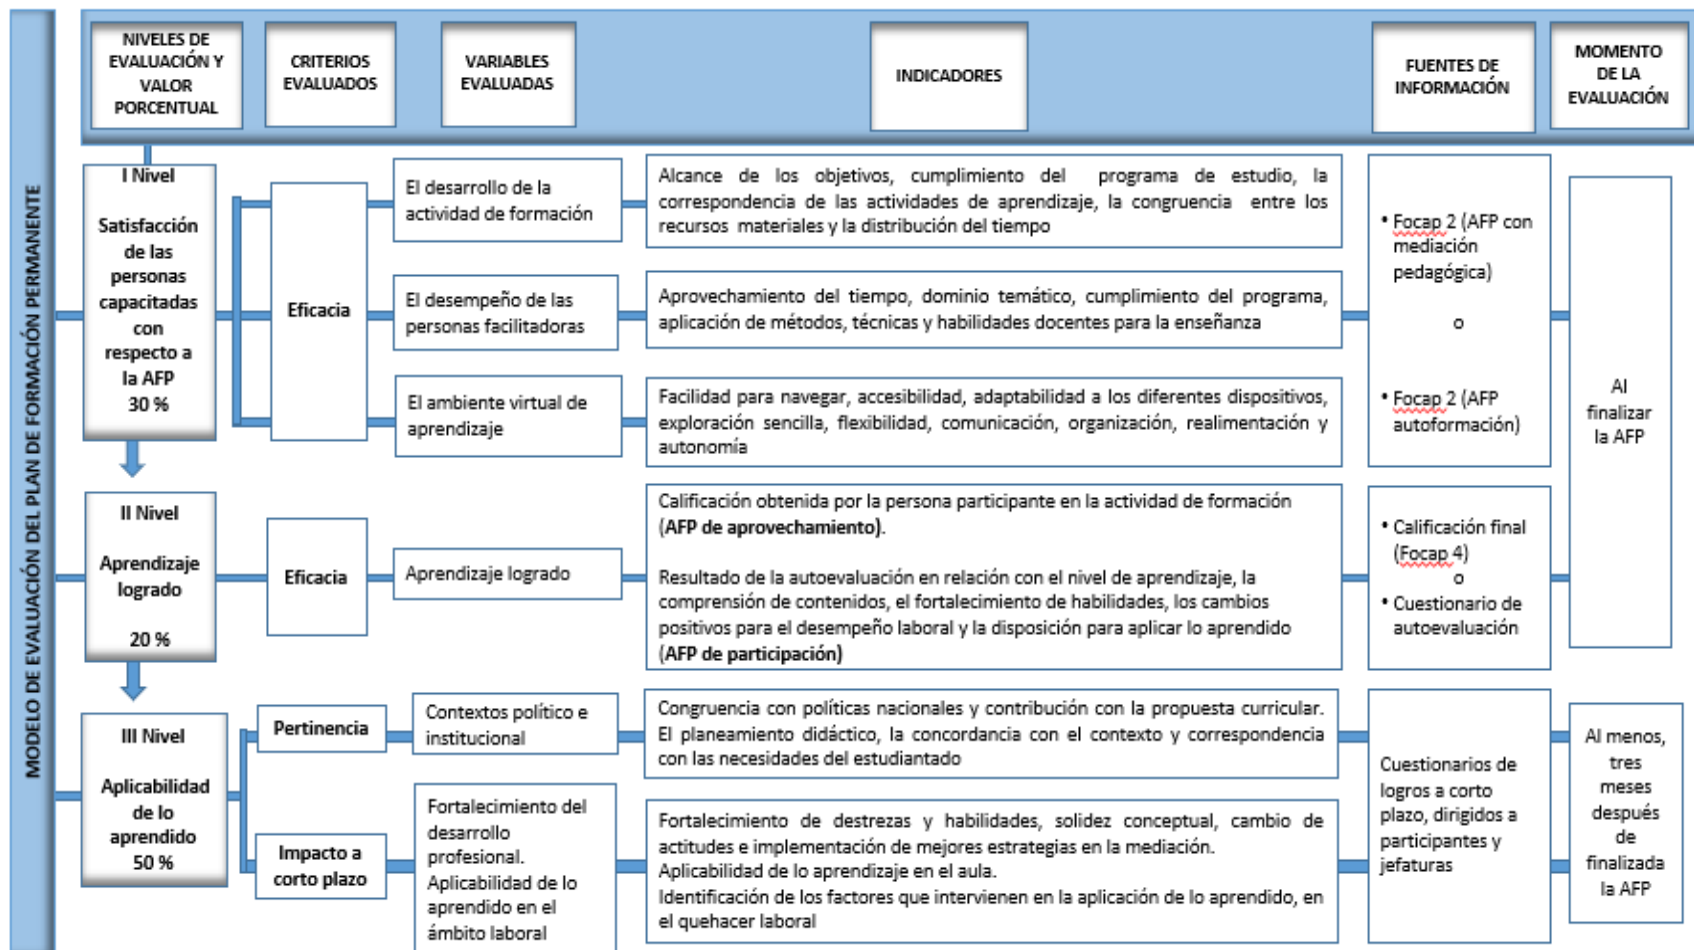 MODELO DE EVALUACIÓN DEL PLAN DE FORMACIÓN PERMANENTE
NIVELES DE
EVALUACIÓN Y
VALOR
PORCENTUAL
CRITERIOS
EVALUADOS
VARIABLES
EVALUADAS
INDICADORES
FUENTES DE
INFORMACIÓN
MOMENTO
DE LA
EVALUACIÓN
I Nivel
Satisfacción
de las
personas
capacitadas
con
respecto a
la AFP
30 %
Eficacia
El desarrollo de la
actividad de formación
Alcance de los objetivos, cumplimiento del programa de estudio, la
correspondencia de las actividades de aprendizaje, la congruencia entre los
recursos materiales y la distribución del tiempo
El desempeño de las
personas facilitadoras
Aprovechamiento del tiempo, dominio temático, cumplimiento del programa,
aplicación de métodos, técnicas y habilidades docentes para la enseñanza
El ambiente virtual de
aprendizaje
Facilidad para navegar, accesibilidad, adaptabilidad a los diferentes dispositivos,
exploración sencilla, flexibilidad, comunicación, organización, realimentación y
autonomía
• Focap 2 (AFP con
mediación
pedagógica)
o
• Focap 2 (AFP
autoformación)
Al
finalizar
la AFP
II Nivel
Aprendizaje
logrado
20 %
Eficacia
Aprendizaje logrado
Calificación obtenida por la persona participante en la actividad de formación
(AFP de aprovechamiento).
Resultado de la autoevaluación en relación con el nivel de aprendizaje, la
comprensión de contenidos, el fortalecimiento de habilidades, los cambios
positivos para el desempeño laboral y la disposición para aplicar lo aprendido
(AFP de participación)
• Calificación final
(Focap 4)
o
• Cuestionario de
autoevaluación
III Nivel
Aplicabilidad
de lo
aprendido
50 %
Pertinencia
Contextos político e
institucional
Congruencia con políticas nacionales y contribución con la propuesta curricular.
El planeamiento didáctico, la concordancia con el contexto y correspondencia
con las necesidades del estudiantado
Impacto a
corto plazo
Fortalecimiento del
desarrollo
profesional.
Aplicabilidad de lo
aprendido en el
ámbito laboral
Fortalecimiento de destrezas y habilidades, solidez conceptual, cambio de
actitudes e implementación de mejores estrategias en la mediación.
Aplicabilidad del aprendizaje en el aula.
Identificación de los factores que intervienen en la aplicación de lo aprendido, en
el quehacer laboral
Cuestionarios de
logros a corto
plazo, dirigidos a
participantes y
jefaturas
Al menos,
tres
meses
después
de
finalizada
la AFP